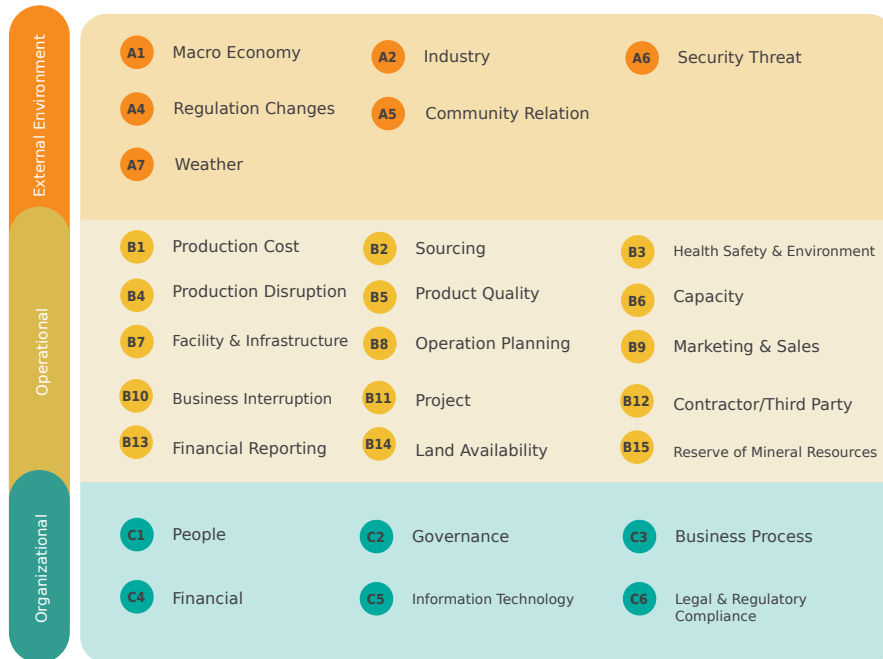 External Environment
A1 Macro Economy
A2 Industry
A6 Security Threat
A4 Regulation Changes
A5 Community Relation
A7 Weather
Operational
B1 Production Cost
B2 Sourcing
B3 Health Safety & Environment
B4 Production Disruption
B5 Product Quality
B6 Capacity
B7 Facility & Infrastructure
B8 Operation Planning
B9 Marketing & Sales
B10 Business Interruption
B11 Project
B12 Contractor/Third Party
B13 Financial Reporting
B14 Land Availability
B15 Reserve of Mineral Resources
Organizational
C1 People
C2 Governance
C3 Business Process
C4 Financial
C5 Information Technology
C6 Legal & Regulatory
Compliance